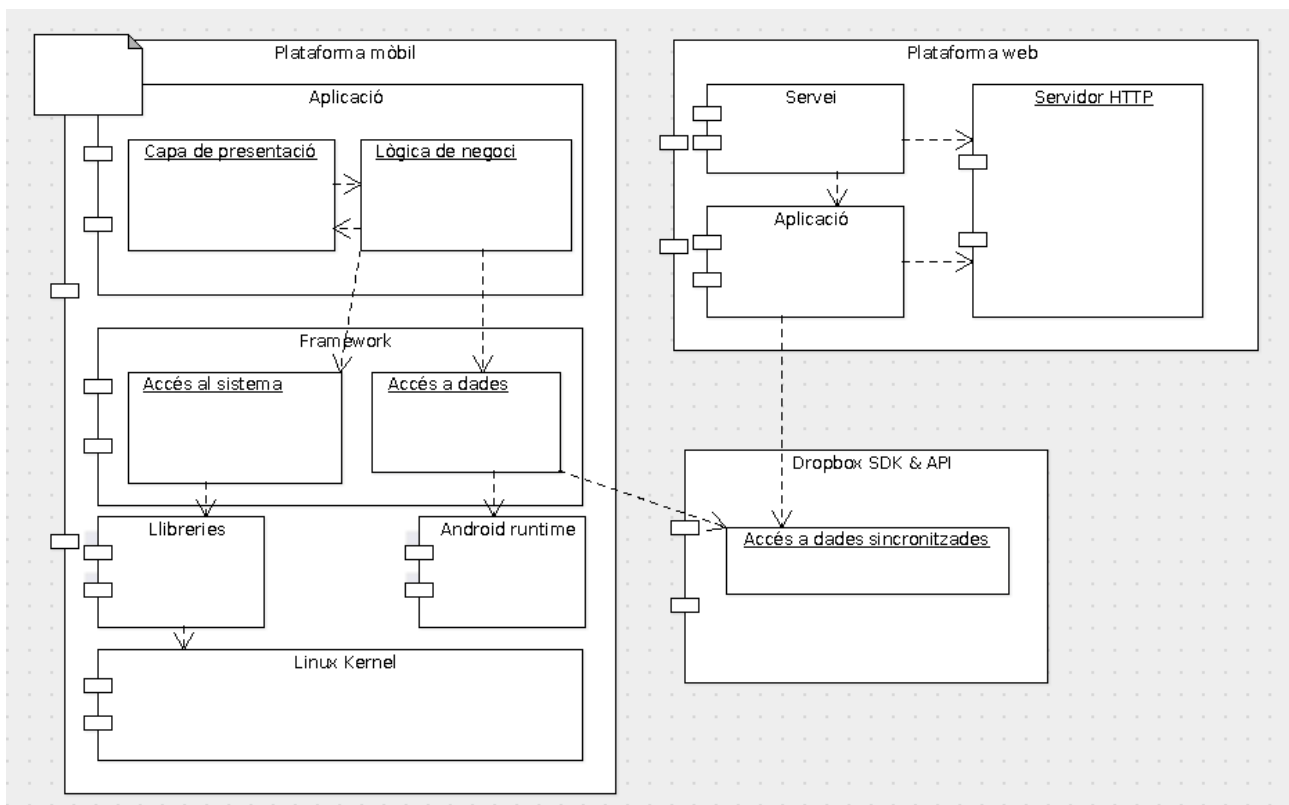 Plataforma mòbil
Aplicació
Capa de presentació
Lògica de negoci
Framework
Accés al sistema
Accés a dades
Llibreries
Android runtime
Linux Kernel
Plataforma web
Servei
Servidor HTTP
Aplicació
Dropbox SDK & API
Accés a dades sincronitzades